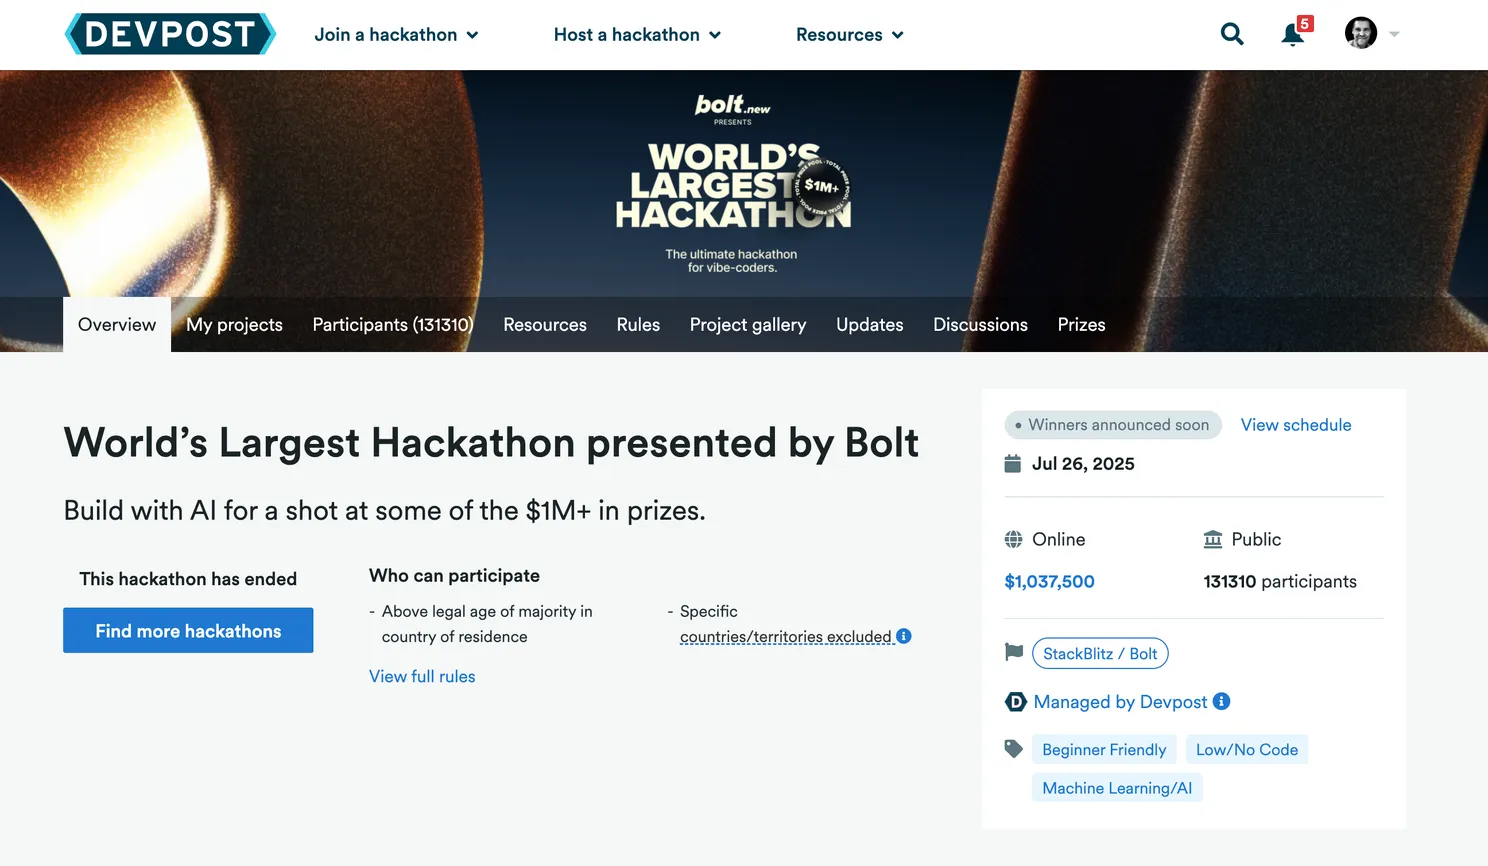 DEVPOST
Join a hackathon
Host a hackathon
Resources
5
bolt.new
PRESENTS
WORLD'S
LARGEST
HACKATHON
$1M+
TOTAL PRIZE POOL · TOTAL PRIZE POOL ·
The ultimate hackathon
for vibe-coders.
Overview
My projects
Participants (131310)
Resources
Rules
Project gallery
Updates
Discussions
Prizes
World's Largest Hackathon presented by Bolt
Build with AI for a shot at some of the $1M+ in prizes.
This hackathon has ended
Find more hackathons
Who can participate
- Above legal age of majority in
country of residence
- Specific
countries/territories excluded
View full rules
• Winners announced soon
View schedule
Jul 26, 2025
Online
Public
$1,037,500
131310 participants
StackBlitz / Bolt
D
Managed by Devpost
Beginner Friendly
Low/No Code
Machine Learning/AI